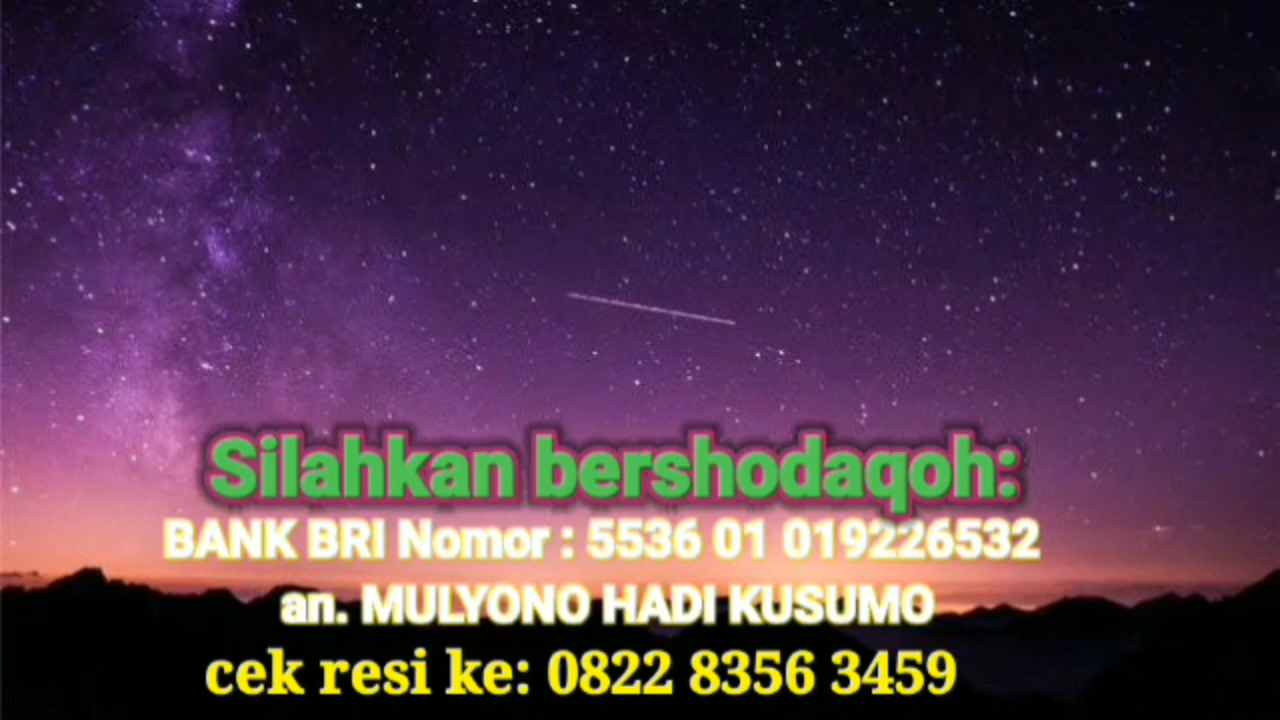 Silahkan bershodaqoh:
BANK BRI Nomor : 5536 01 019226532
an. MULYONO HADI KUSUMO
cek resi ke: 0822 8356 3459